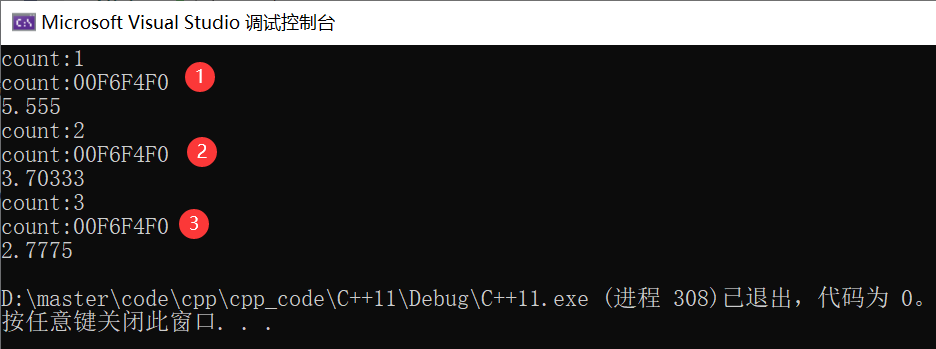 Microsoft Visual Studio 调试控制台
count:1
count:00F6F4F0 1
5.555
count:2
count:00F6F4F0 2
3.70333
count:3
count:00F6F4F0 3
2.7775
D:\master\code\cpp\cpp_code\C++11\Debug\C++11.exe (进程 308)已退出，代码为 0。
按任意键关闭此窗口. . .